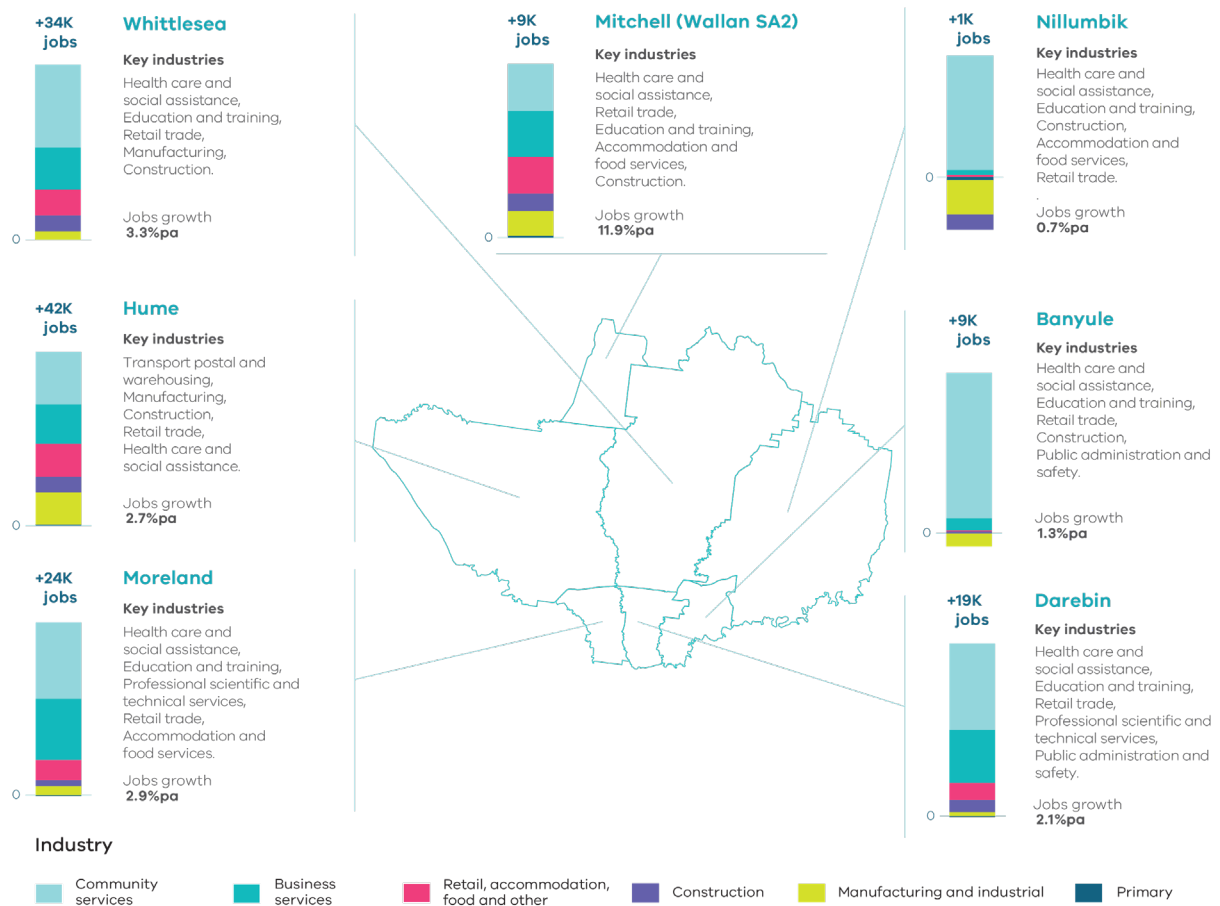 +34K
jobs
Whittlesea
Key industries
Health care and
social assistance,
Education and training,
Retail trade,
Manufacturing,
Construction.
Jobs growth
3.3%pa
0
+9K
jobs
Mitchell (Wallan SA2)
Key industries
Health care and
social assistance,
Retail trade,
Education and training,
Accommodation and
food services,
Construction.
Jobs growth
11.9%pa
0
+1K
jobs
Nillumbik
Key industries
Health care and
social assistance,
Education and training,
Construction,
Accommodation and
food services,
Retail trade.
.
Jobs growth
0.7%pa
0
+42K
jobs
Hume
Key industries
Transport postal and
warehousing,
Manufacturing,
Construction,
Retail trade,
Health care and
social assistance.
Jobs growth
2.7%pa
0
+9K
jobs
Banyule
Key industries
Health care and
social assistance,
Education and training,
Retail trade,
Construction,
Public administration and
safety.
Jobs growth
1.3%pa
0
+24K
jobs
Moreland
Key industries
Health care and
social assistance,
Education and training,
Professional scientific and
technical services,
Retail trade,
Accommodation and
food services.
Jobs growth
2.9%pa
0
+19K
jobs
Darebin
Key industries
Health care and
social assistance,
Education and training,
Retail trade,
Professional scientific and
technical services,
Public administration and
safety.
Jobs growth
2.1%pa
0
Industry
Community
services
Business
services
Retail, accommodation,
food and other
Construction
Manufacturing and industrial
Primary